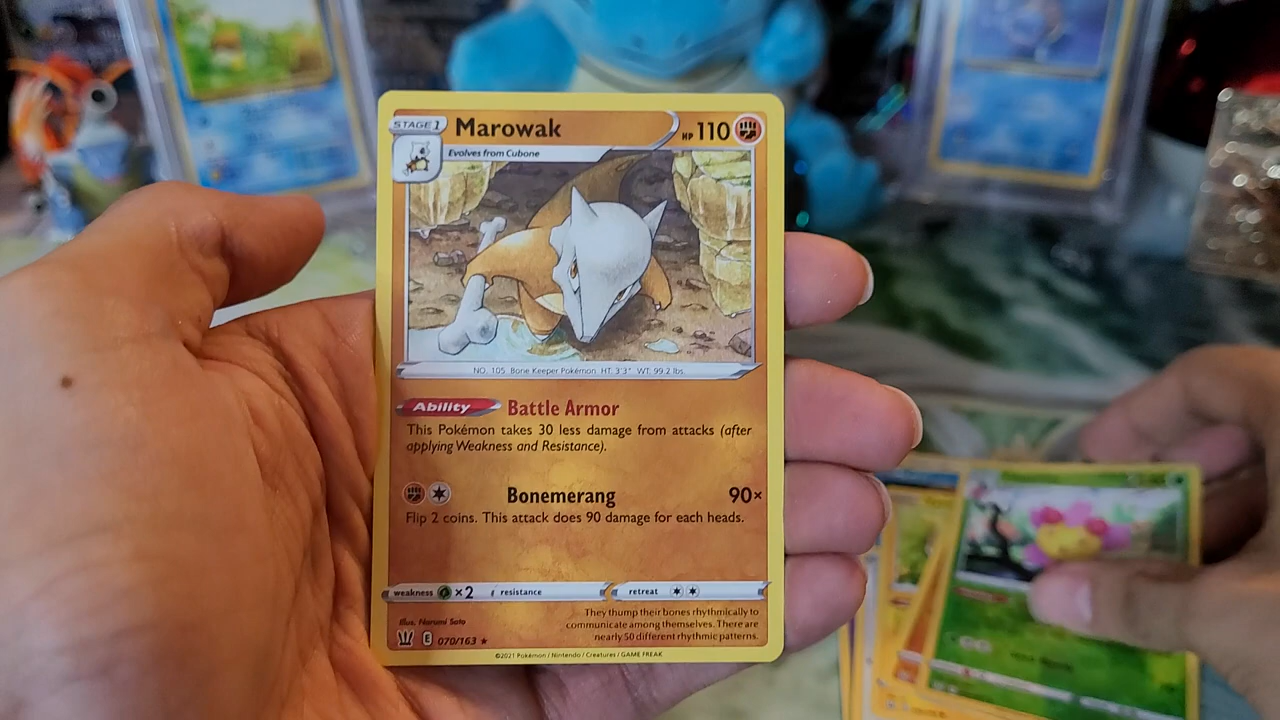 STAGE 1
Marowak
HP 110
Evolves from Cubone
NO. 105 Bone Keeper Pokémon HT: 3'3" WT: 99.2 lbs.
Ability Battle Armor
This Pokémon takes 30 less damage from attacks (after
applying Weakness and Resistance).
Bonemerang 90×
Flip 2 coins. This attack does 90 damage for each heads.
weakness ×2 resistance retreat
They thump their bones rhythmically to
communicate among themselves. There are
nearly 50 different rhythmic patterns.
Illus. Narumi Sato
E 070/163 ★
©2021 Pokémon / Nintendo / Creatures / GAME FREAK